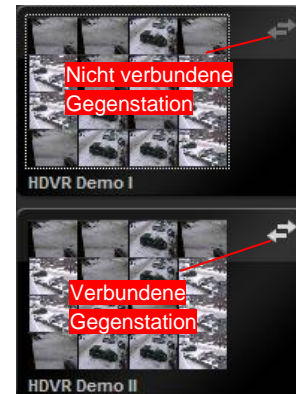 Nicht verbundene
Gegenstation
HDVR Demo I
Verbundene
Gegenstation
HDVR Demo II